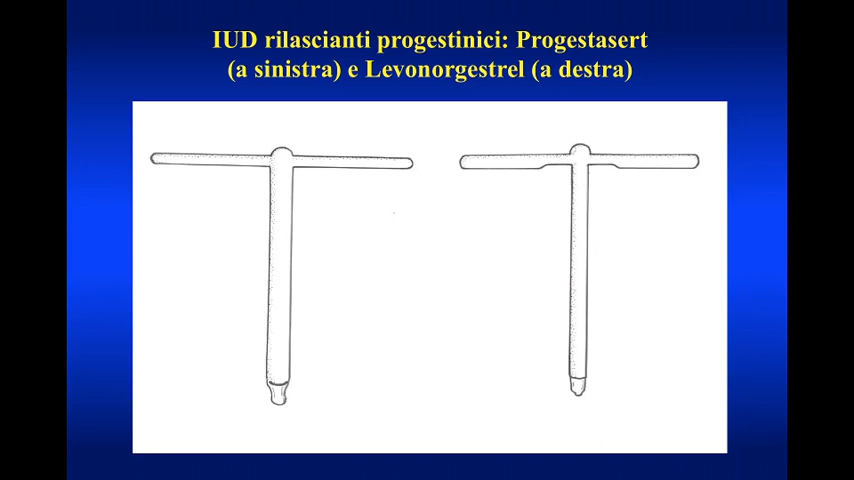 IUD rilascianti progestinici: Progestasert
(a sinistra) e Levonorgestrel (a destra)